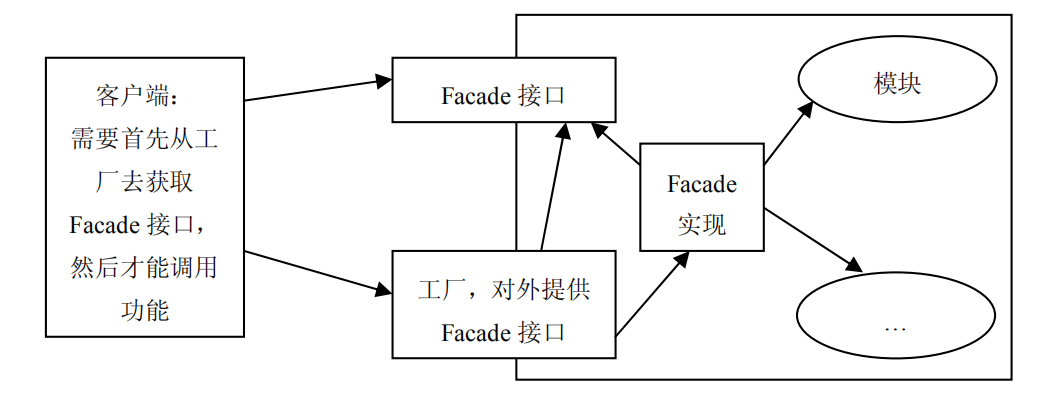 客户端：
需要首先从工
厂去获取
Facade 接口，
然后才能调用
功能
Facade 接口
工厂，对外提供
Facade 接口
Facade
实现
模块
…